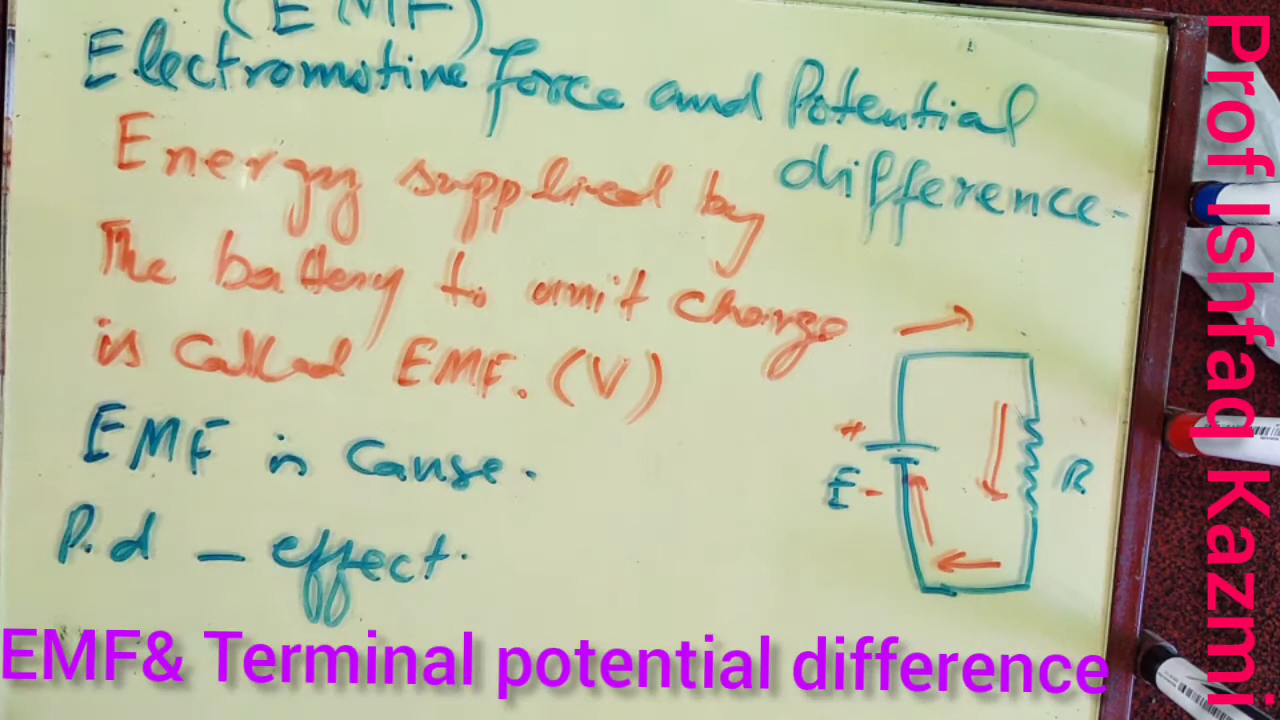 (EMF)
Electromotive force and Potential
difference.
Energy supplied by
The battery to unit charge
is Called EMF. (V)
EMF is Cause.
P.d – effect.
+
E -
R
EMF& Terminal potential difference
Prof Ishfaq Kazmi